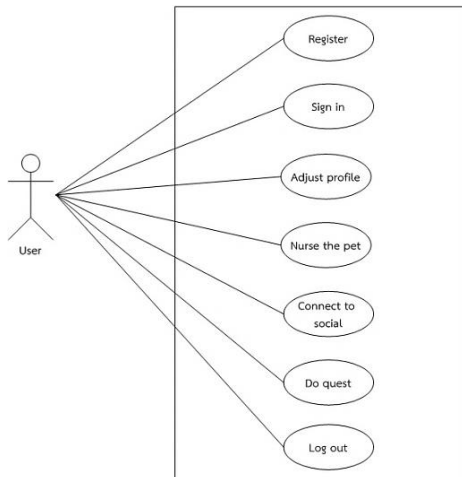 Register
Sign in
Adjust profile
User
Nurse the pet
Connect to
social
Do quest
Log out